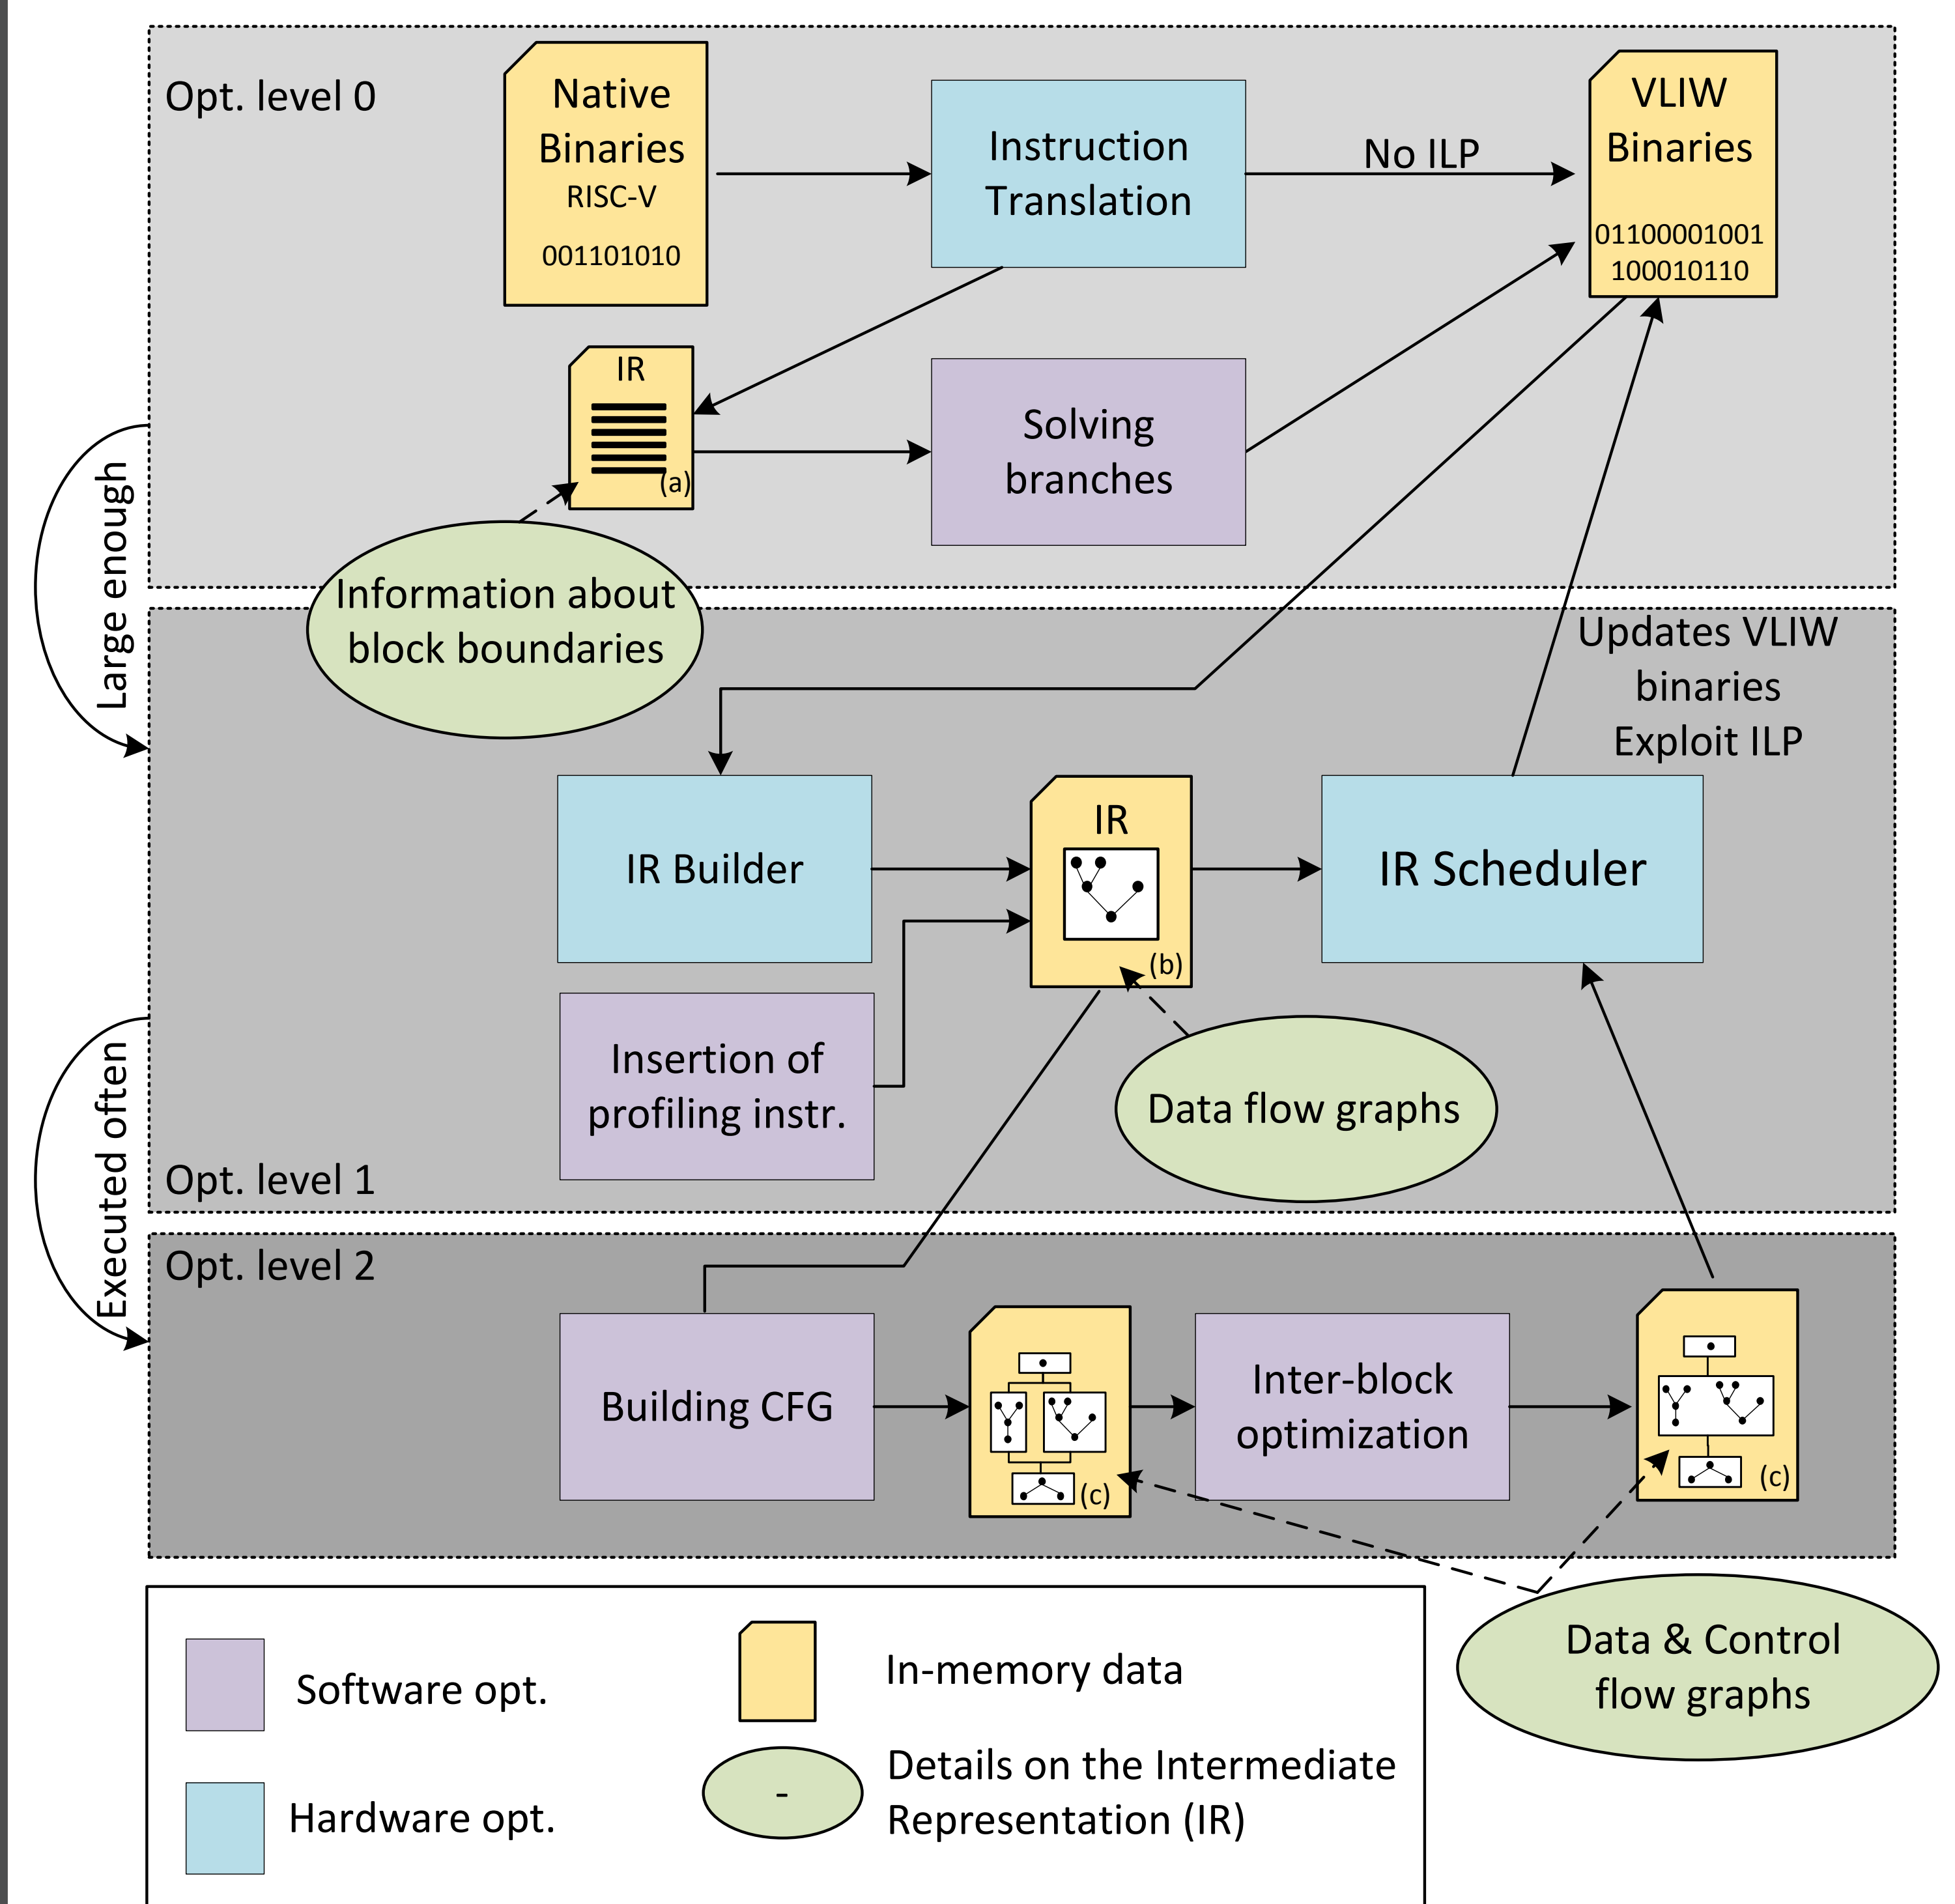 Opt. level 0
Native
Binaries
RISC-V
001101010
Instruction
Translation
No ILP
VLIW
Binaries
01100001001
100010110
IR
(a)
Solving
branches
Large enough
Information about
block boundaries
Updates VLIW
binaries
Exploit ILP
IR Builder
IR
(b)
IR Scheduler
Insertion of
profiling instr.
Data flow graphs
Opt. level 1
Executed often
Opt. level 2
Building CFG
(c)
Inter-block
optimization
(c)
Data & Control
flow graphs
Software opt.
In-memory data
Hardware opt.
-
Details on the Intermediate
Representation (IR)